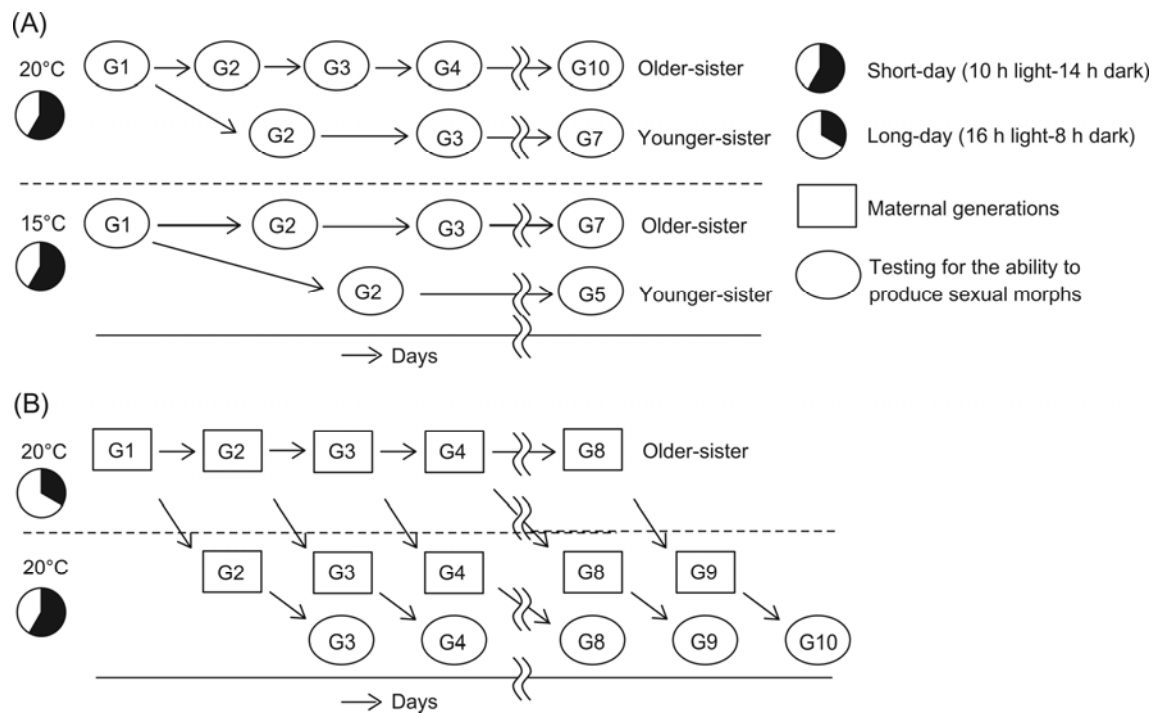 (A)
20°C
G1
G2
G3
G4
G10
Older-sister
G2
G3
G7
Younger-sister
15°C
G1
G2
G3
G7
Older-sister
G2
G5
Younger-sister
Days
Short-day (10 h light-14 h dark)
Long-day (16 h light-8 h dark)
Maternal generations
Testing for the ability to
produce sexual morphs
(B)
20°C
G1
G2
G3
G4
G8
Older-sister
20°C
G2
G3
G4
G8
G9
G3
G4
G8
G9
G10
Days